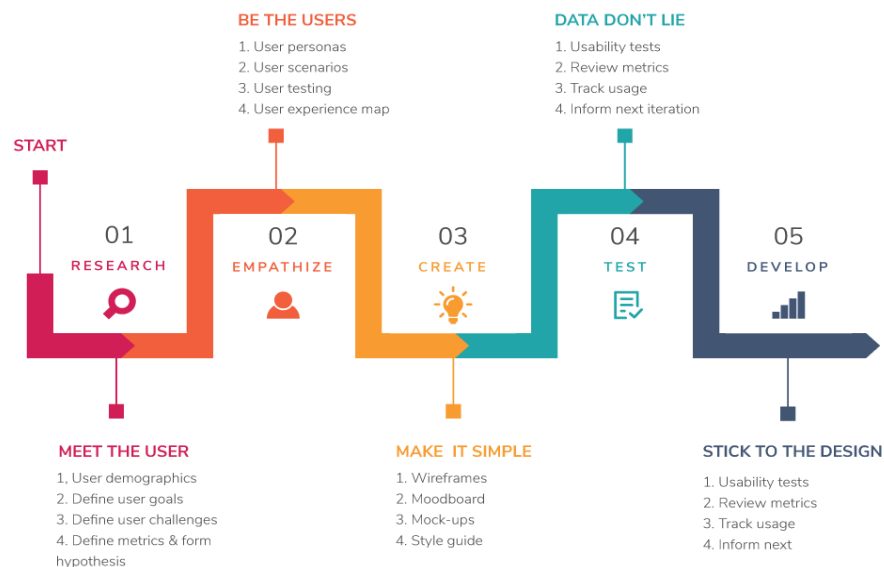 BE THE USERS
1. User personas
2. User scenarios
3. User testing
4. User experience map
DATA DON’T LIE
1. Usability tests
2. Review metrics
3. Track usage
4. Inform next iteration
START
01
RESEARCH
02
EMPATHIZE
03
CREATE
04
TEST
05
DEVELOP
MEET THE USER
1, User demographics
2. Define user goals
3. Define user challenges
4. Define metrics & form
hypothesis
MAKE IT SIMPLE
1. Wireframes
2. Moodboard
3. Mock-ups
4. Style guide
STICK TO THE DESIGN
1. Usability tests
2. Review metrics
3. Track usage
4. Inform next